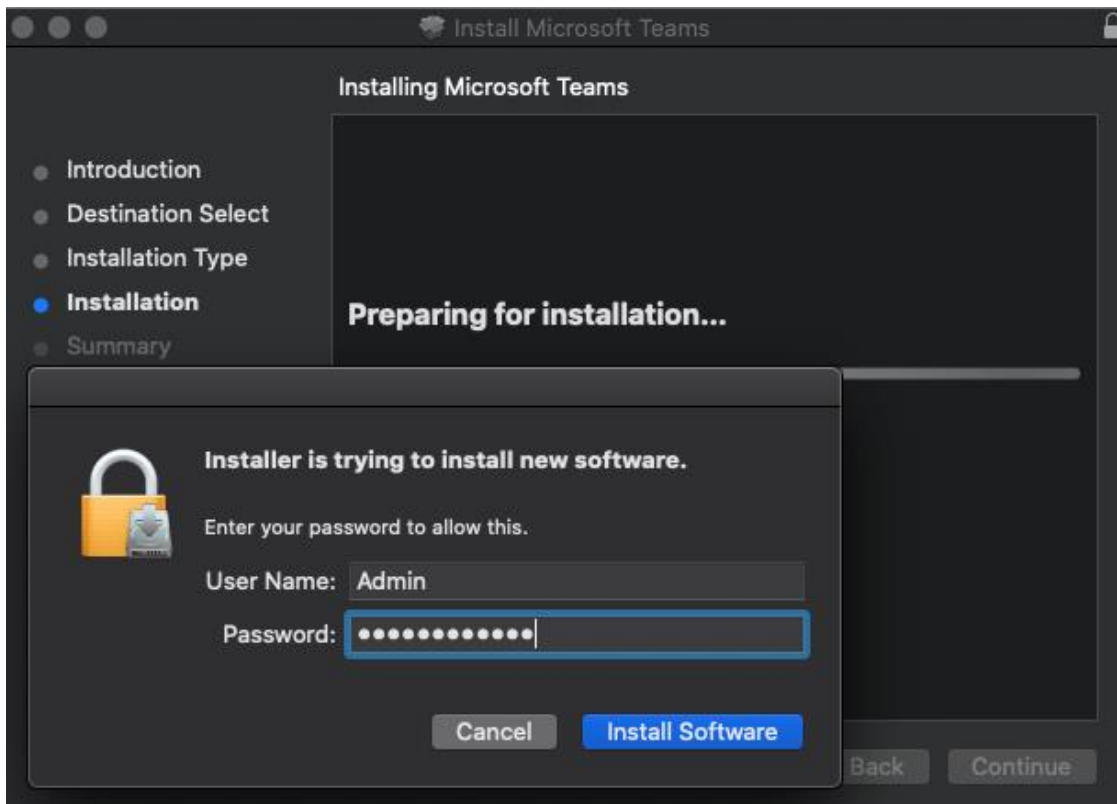 Install Microsoft Teams
Installing Microsoft Teams
Introduction
Destination Select
Installation Type
Installation
Summary
Preparing for installation...
Installer is trying to install new software.
Enter your password to allow this.
User Name: Admin
Password: ●●●●●●●●●●●●
Cancel Install Software
Back Continue